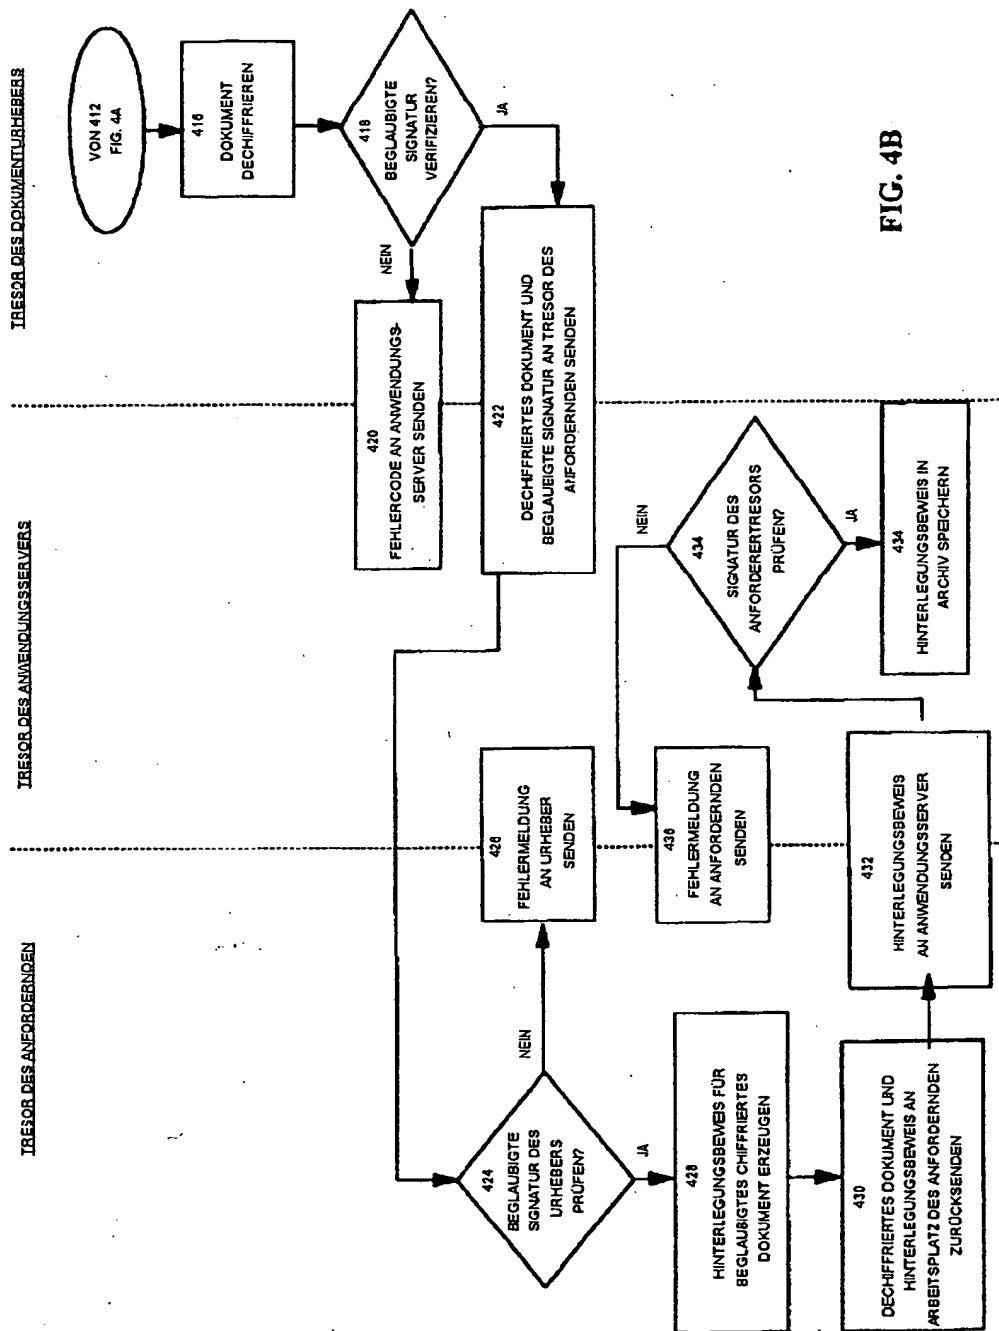 TRESOR DES ANFORDERNDEN
TRESOR DES ANWENDUNGSSERVERS
TRESOR DES DOKUMENTURHEBERS
VON 412
FIG. 4A
416
DOKUMENT
DECHIFFRIEREN
418
BEGLAUBIGTE
SIGNATUR
VERIFIZIEREN?
NEIN
JA
420
FEHLERCODE AN ANWENDUNGS-
SERVER SENDEN
422
DECHIFFRIERTES DOKUMENT UND
BEGLAUBIGTE SIGNATUR AN TRESOR DES
ANFORDERNDEN SENDEN
424
BEGLAUBIGTE
SIGNATUR DES
URHEBERS
PRÜFEN?
NEIN
JA
426
FEHLERMELDUNG
AN URHEBER
SENDEN
428
HINTERLEGUNGSBEWEIS FÜR
BEGLAUBIGTES CHIFFRIERTES
DOKUMENT ERZEUGEN
430
DECHIFFRIERTES DOKUMENT UND
HINTERLEGUNGSBEWEIS AN
ARBEITSPLATZ DES ANFORDERNDEN
ZURÜCKSENDEN
432
HINTERLEGUNGSBEWEIS
AN ANWENDUNGSSERVER
SENDEN
434
SIGNATUR DES
ANFORDERERTRESORS
PRÜFEN?
NEIN
JA
436
FEHLERMELDUNG
AN ANFORDERNDEN
SENDEN
434
HINTERLEGUNGSBEWEIS IN
ARCHIV SPEICHERN
FIG. 4B